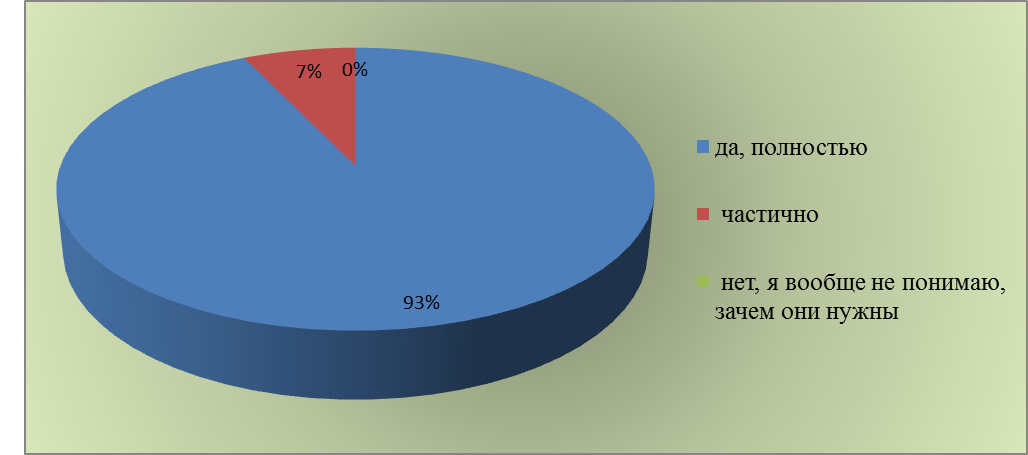 7%
0%
93%
да, полностью
частично
нет, я вообще не понимаю,
зачем они нужны